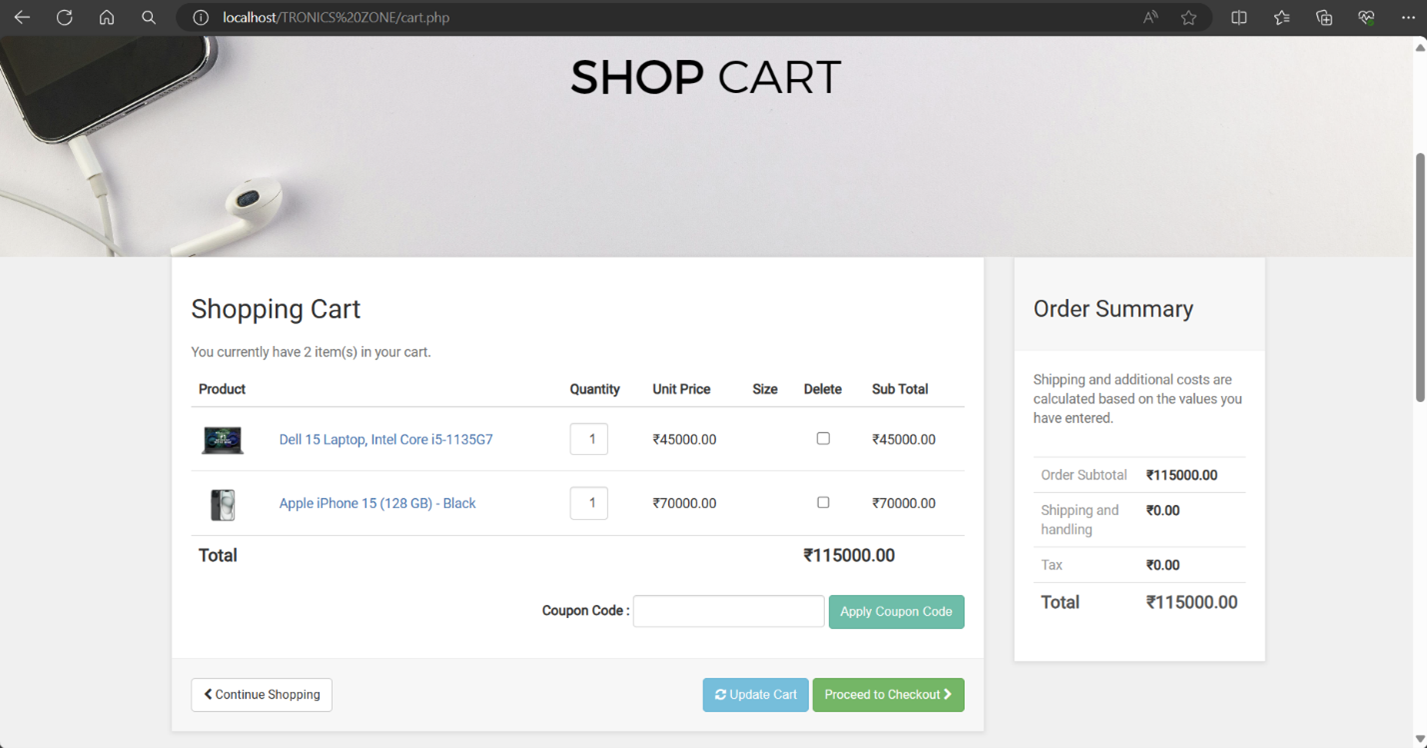 localhost/TRONICS%20ZONE/cart.php
SHOP CART
Shopping Cart
You currently have 2 item(s) in your cart.
Product Quantity Unit Price Size Delete Sub Total
Dell 15 Laptop, Intel Core i5-1135G7 1 ₹45000.00 ₹45000.00
Apple iPhone 15 (128 GB) - Black 1 ₹70000.00 ₹70000.00
Total ₹115000.00
Coupon Code : Apply Coupon Code
Continue Shopping Update Cart Proceed to Checkout
Order Summary
Shipping and additional costs are
calculated based on the values you
have entered.
Order Subtotal ₹115000.00
Shipping and ₹0.00
handling
Tax ₹0.00
Total ₹115000.00